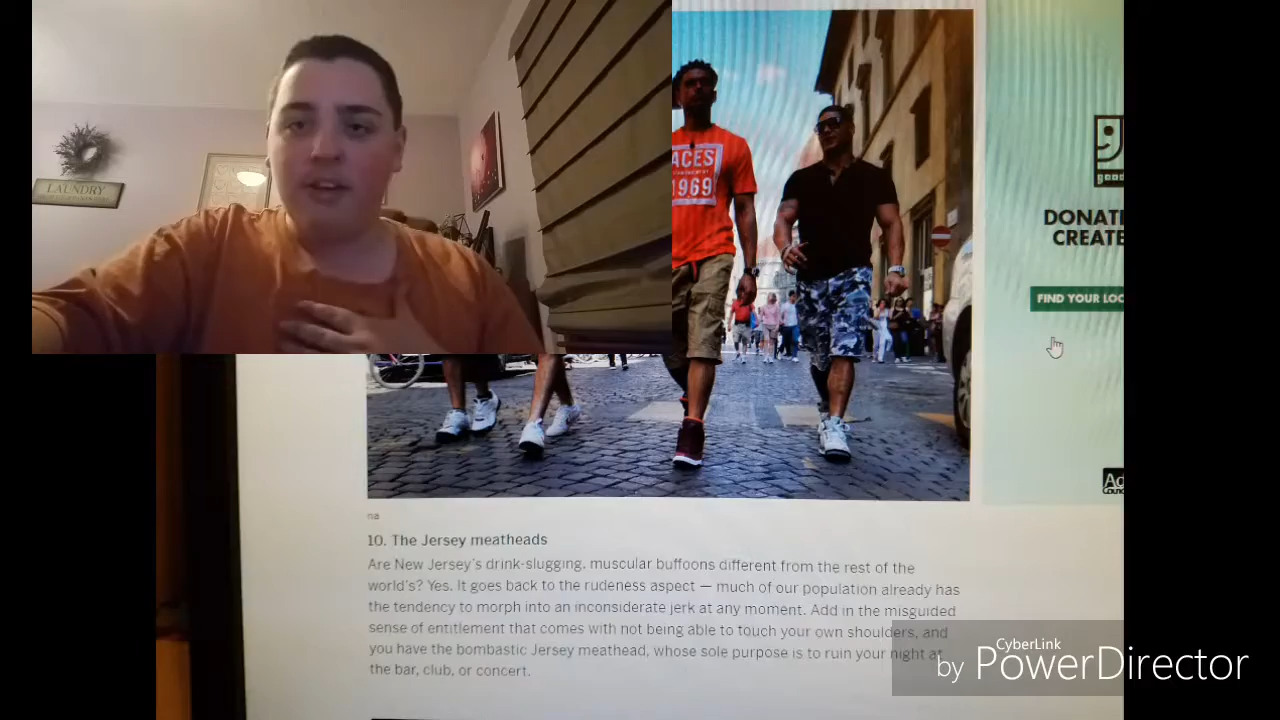 LAUNDRY
ACES
1969
good
DONATE
CREATE
FIND YOUR LOC
Ad
na
10. The Jersey meatheads
Are New Jersey's drink-slugging, muscular buffoons different from the rest of the
world's? Yes. It goes back to the rudeness aspect — much of our population already has
the tendency to morph into an inconsiderate jerk at any moment. Add in the misguided
sense of entitlement that comes with not being able to touch your own shoulders, and
you have the bombastic Jersey meathead, whose sole purpose is to ruin your night at
the bar, club, or concert.
CyberLink
by PowerDirector